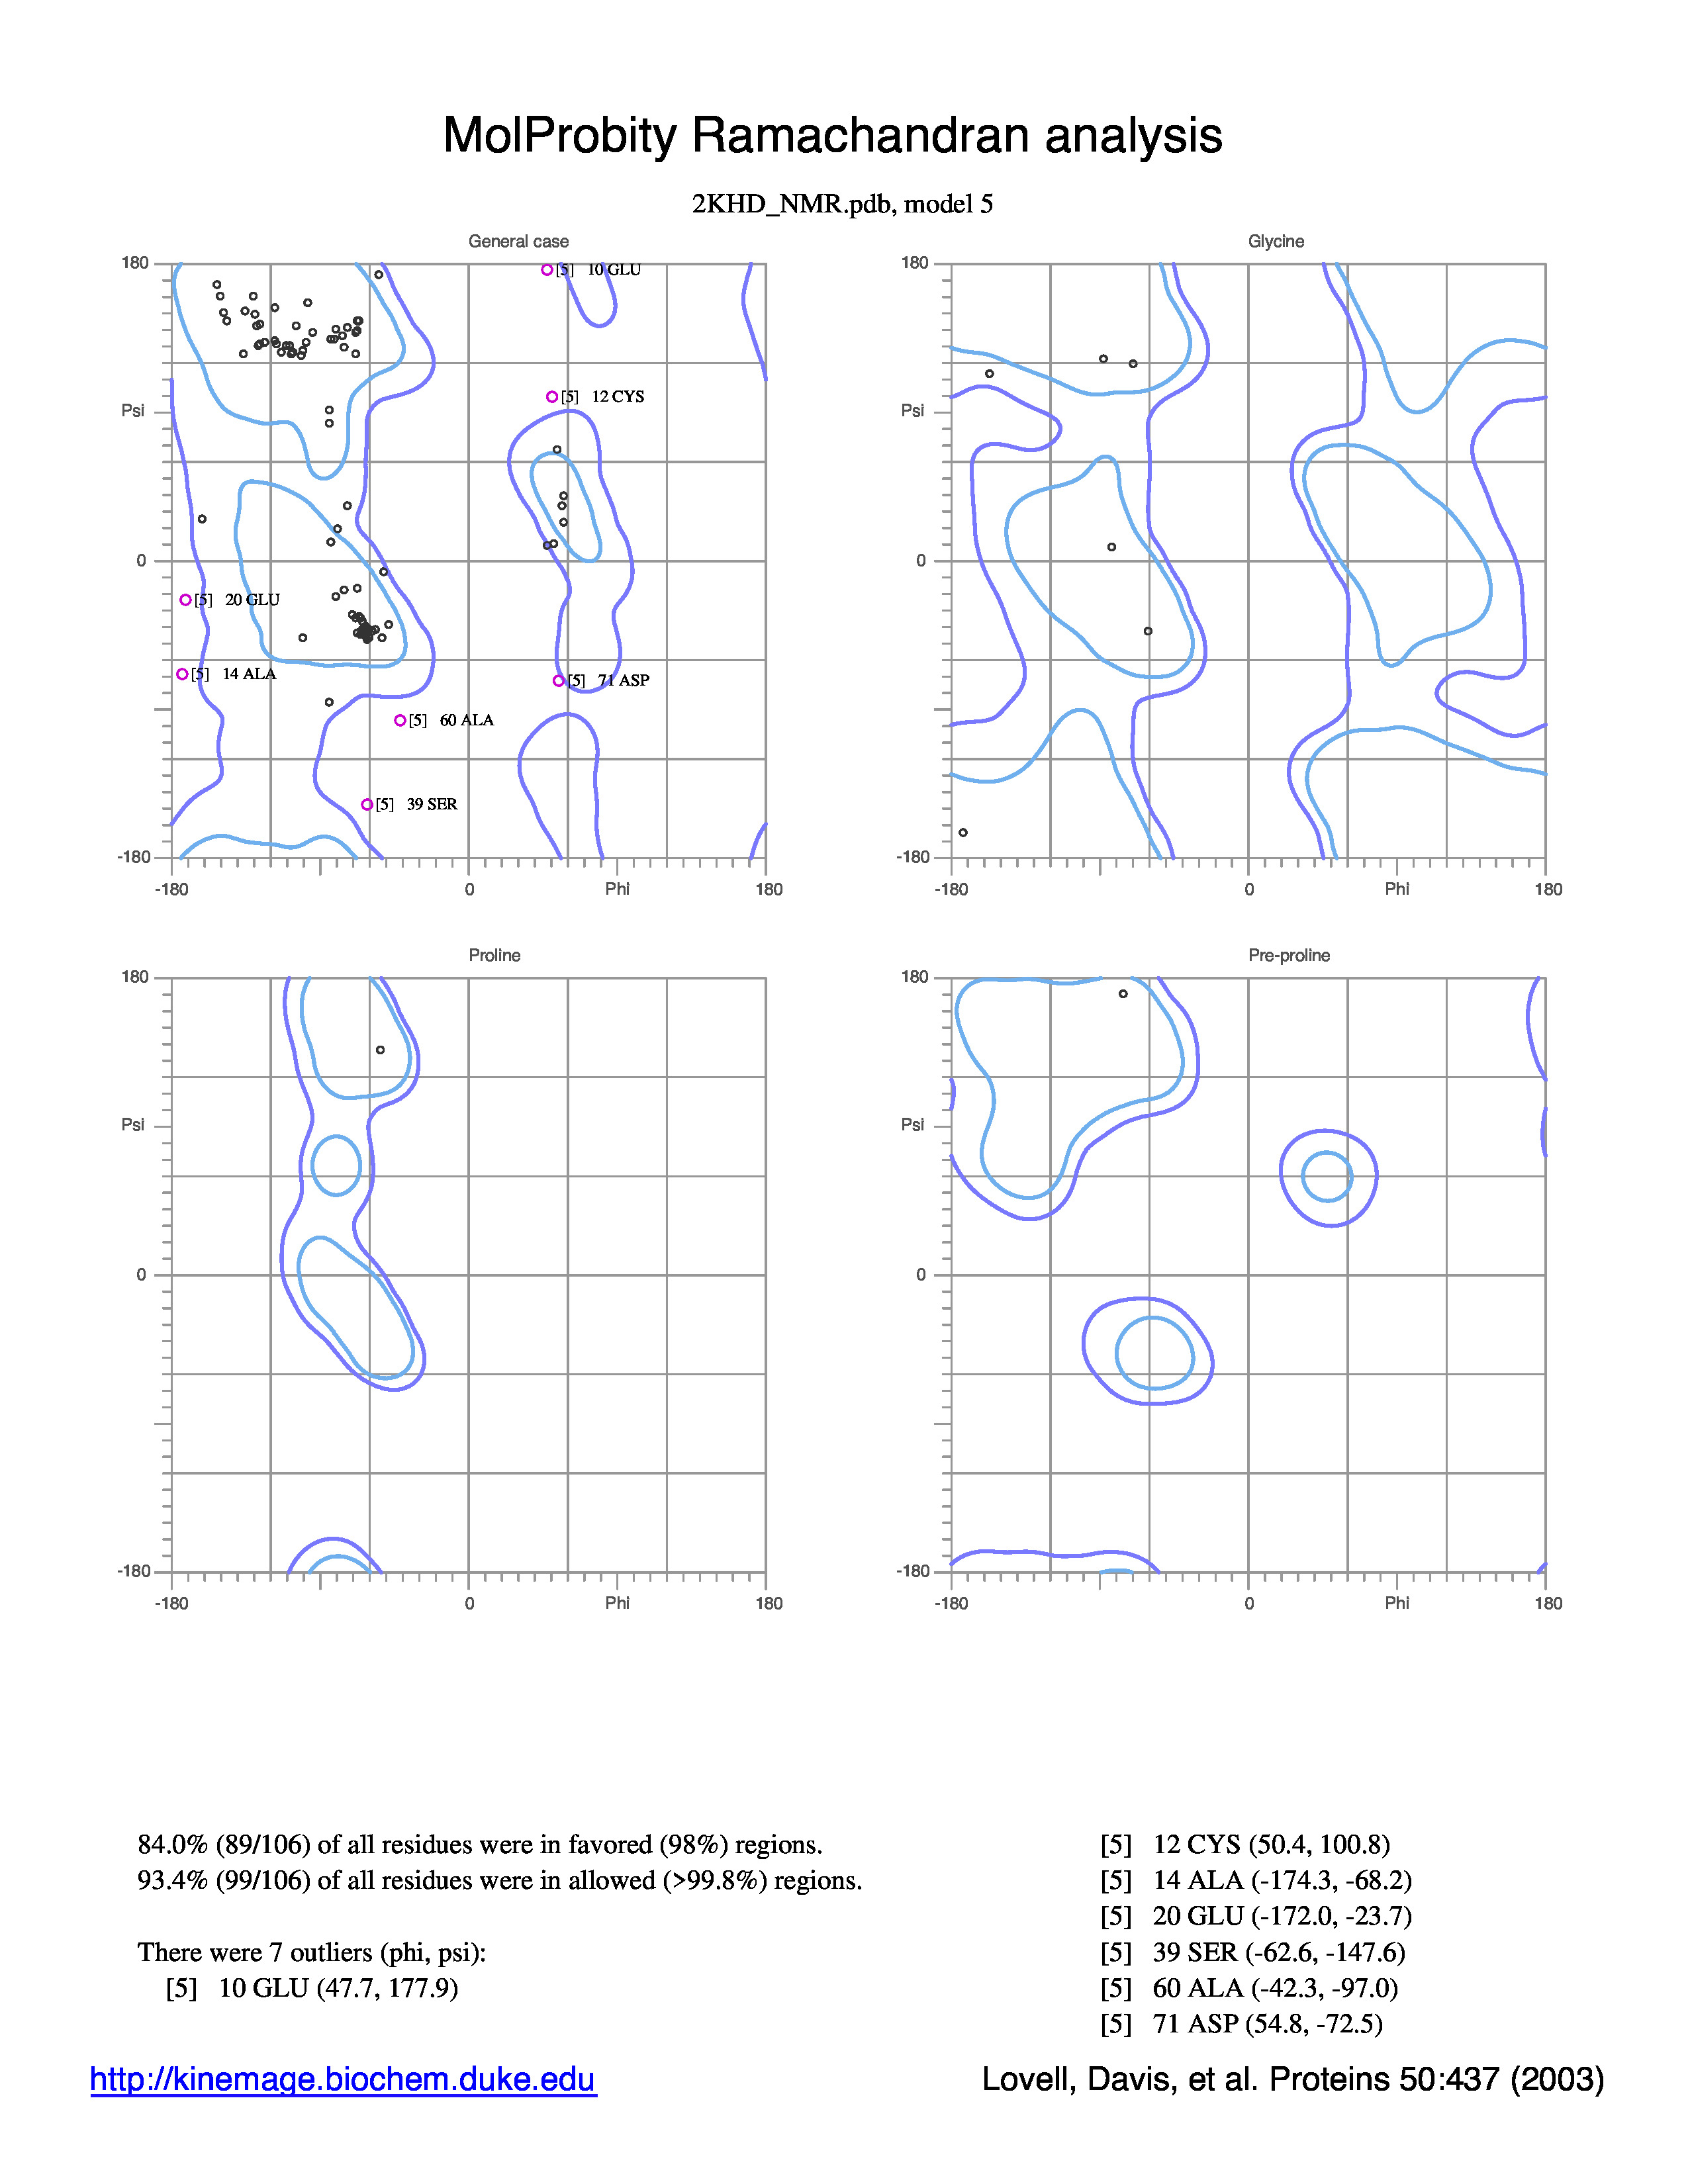 MolProbity Ramachandran analysis
2KHD_NMR.pdb, model 5
General case
180
Psi
0
-180
-180
0
Phi
180
[5] 10 GLU
[5] 12 CYS
[5] 20 GLU
[5] 14 ALA
[5] 71 ASP
[5] 60 ALA
[5] 39 SER
Glycine
180
Psi
0
-180
-180
0
Phi
180
Proline
180
Psi
0
-180
-180
0
Phi
180
Pre-proline
180
Psi
0
-180
-180
0
Phi
180
84.0% (89/106) of all residues were in favored (98%) regions.
93.4% (99/106) of all residues were in allowed (>99.8%) regions.
There were 7 outliers (phi, psi):
[5] 10 GLU (47.7, 177.9)
[5] 12 CYS (50.4, 100.8)
[5] 14 ALA (-174.3, -68.2)
[5] 20 GLU (-172.0, -23.7)
[5] 39 SER (-62.6, -147.6)
[5] 60 ALA (-42.3, -97.0)
[5] 71 ASP (54.8, -72.5)
http://kinemage.biochem.duke.edu
Lovell, Davis, et al. Proteins 50:437 (2003)